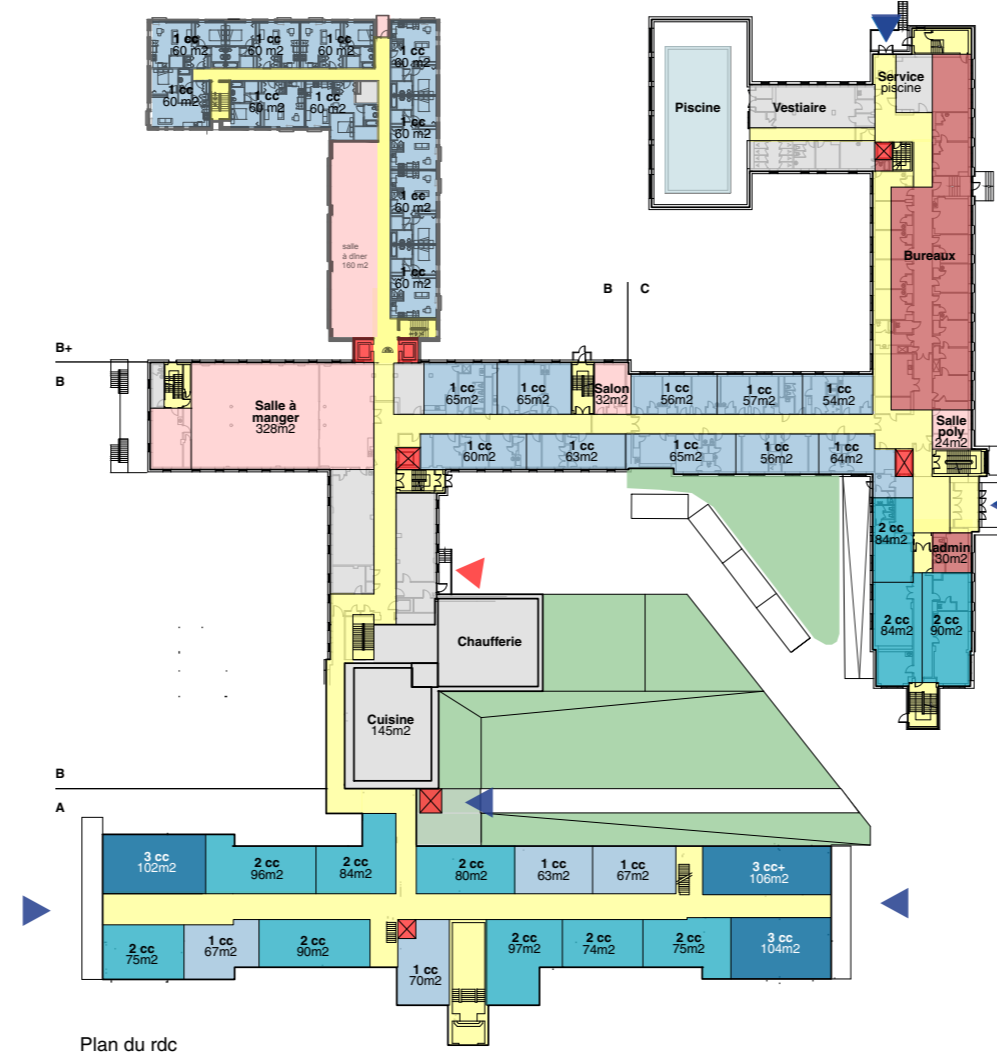 1 cc
60 m2
1 cc
60 m2
1 cc
60 m2
1 cc
60 m2
1 cc
60 m2
1 cc
60 m2
1 cc
60 m2
1 cc
60 m2
1 cc
60 m2
1 cc
60 m2
salle
à dîner
160 m2
Piscine
Vestiaire
Service
piscine
Bureaux
B
C
B+
B
Salle à
manger
328m2
1 cc
65m2
1 cc
65m2
Salon
32m2
1 cc
56m2
1 cc
57m2
1 cc
54m2
Salle
poly
24m2
1 cc
60m2
1 cc
63m2
1 cc
65m2
1 cc
56m2
1 cc
64m2
2 cc
84m2
admin
30m2
2 cc
84m2
2 cc
90m2
Chaufferie
Cuisine
145m2
B
A
3 cc
102m2
2 cc
96m2
2 cc
84m2
2 cc
80m2
1 cc
63m2
1 cc
67m2
3 cc+
106m2
2 cc
75m2
1 cc
67m2
2 cc
90m2
1 cc
70m2
2 cc
97m2
2 cc
74m2
2 cc
75m2
3 cc
104m2
Plan du rdc